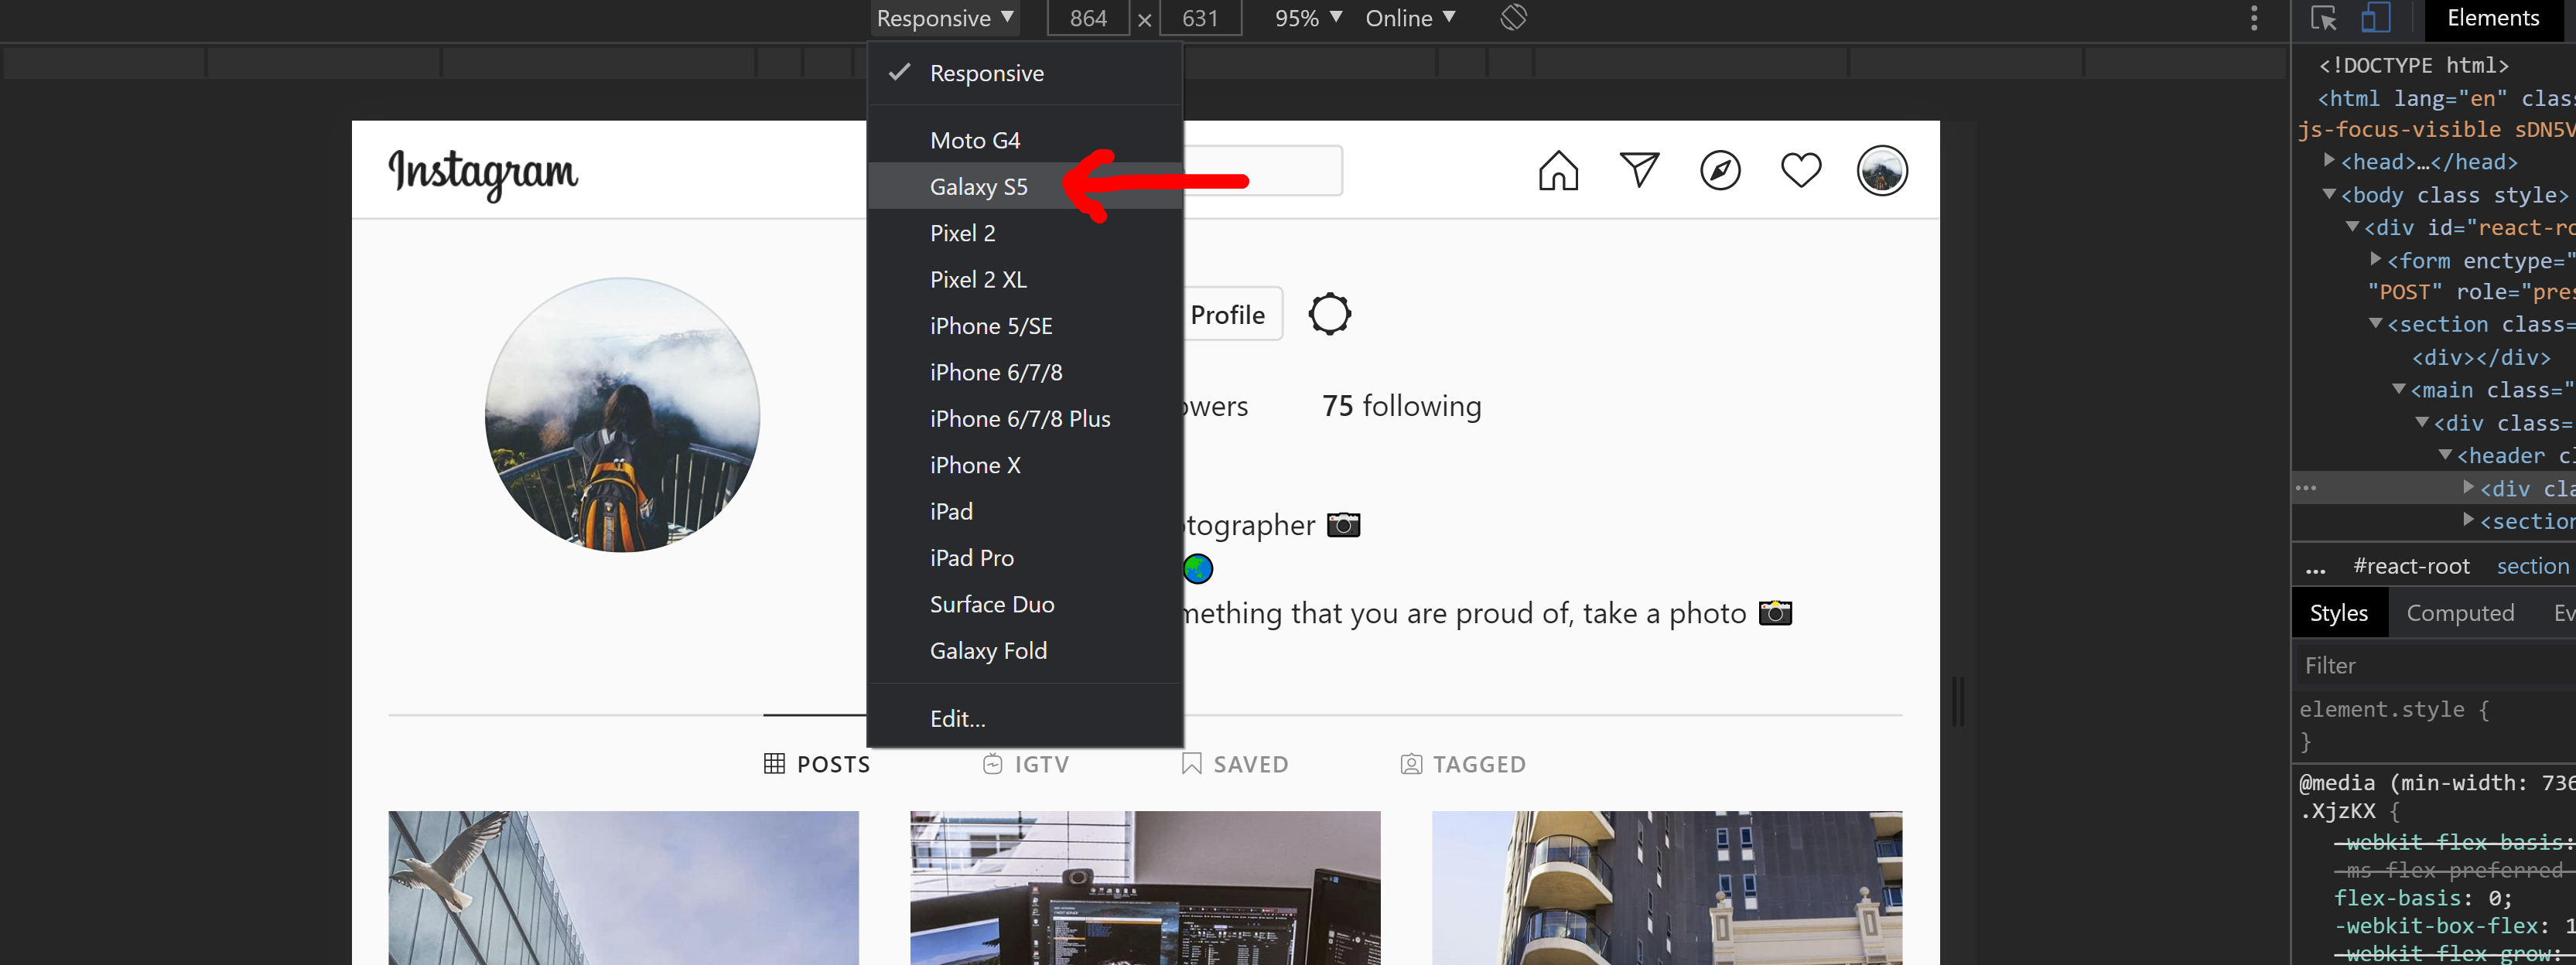 Responsive ▼ 864 × 631 95% ▼ Online ▼
Responsive
Moto G4
Galaxy S5
Pixel 2
Pixel 2 XL
iPhone 5/SE
iPhone 6/7/8
iPhone 6/7/8 Plus
iPhone X
iPad
iPad Pro
Surface Duo
Galaxy Fold
Edit...
Instagram
Profile
owers 75 following
otographer 📷
🌏
mething that you are proud of, take a photo 📸
POSTS IGTV SAVED TAGGED
Elements
<!DOCTYPE html>
<html lang="en" clas
js-focus-visible sDN5V
<head>…</head>
<body class style>
<div id="react-ro
<form enctype="
"POST" role="pres
<section class=
<div></div>
<main class="
<div class=
<header cl
<div cla
<section
... #react-root section
Styles Computed Ev
Filter
element.style {
}
@media (min-width: 736
.XjzKX {
-webkit-flex-basis:
-ms-flex-preferred-
flex-basis: 0;
-webkit-box-flex: 1
-webkit-flex-grow: